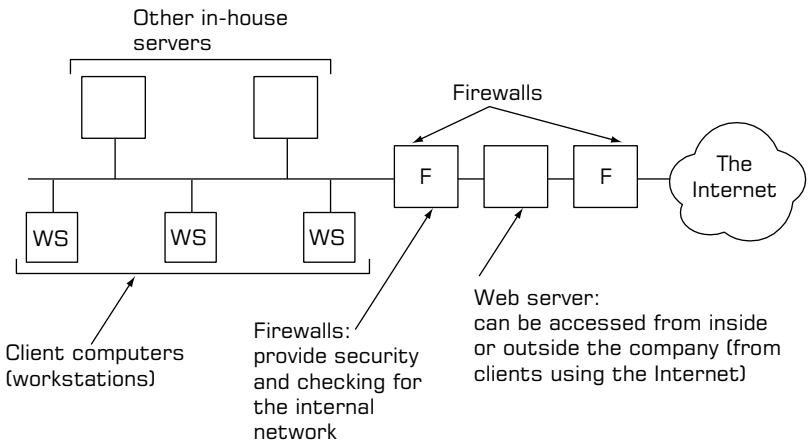 Other in-house
servers
Firewalls
F
F
The
Internet
WS
WS
WS
Client computers
(workstations)
Firewalls:
provide security
and checking for
the internal
network
Web server:
can be accessed from inside
or outside the company (from
clients using the Internet)